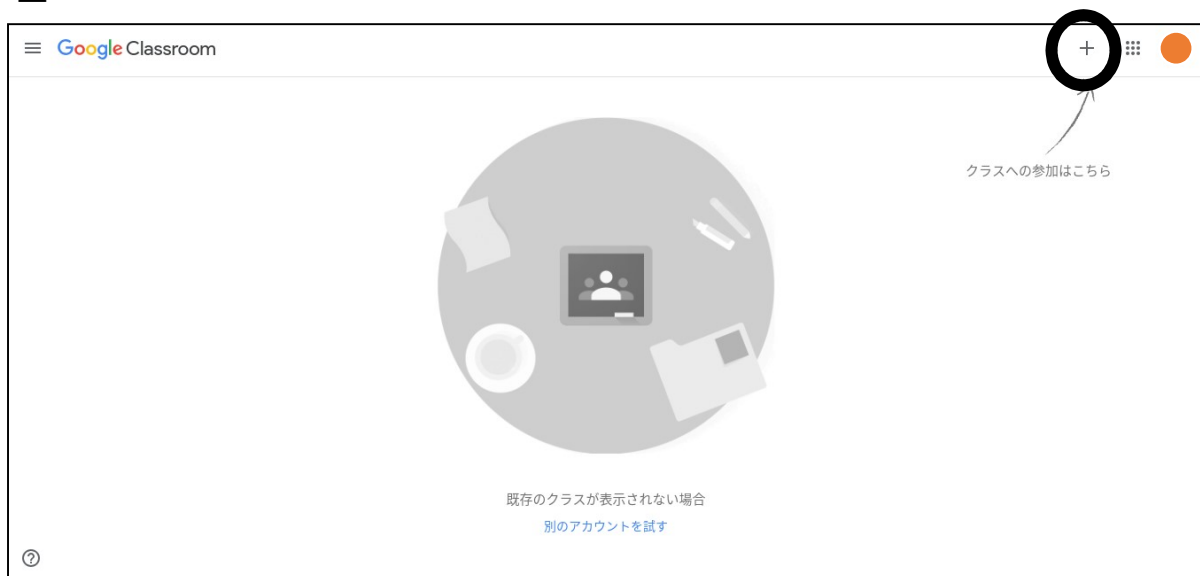 Google Classroom
クラスへの参加はこちら
既存のクラスが表示されない場合
別のアカウントを試す